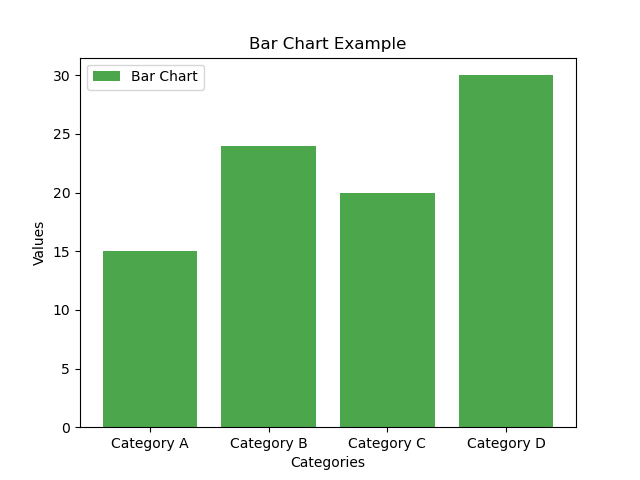 Bar Chart Example
Bar Chart
30
25
20
15
10
5
0
Values
Category A Category B Category C Category D
Categories